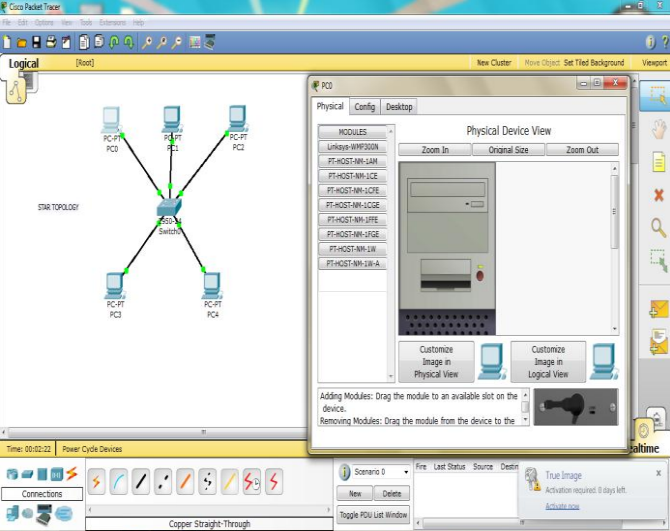 Cisco Packet Tracer
File Edit Options View Tools Extensions Help
Logical
[Root]
New Cluster
Move Object
Set Tiled Background
Viewport
PC-PT
PC0
PC-PT
PC1
PC-PT
PC2
STAR TOPOLOGY
2950-24
Switch0
PC-PT
PC3
PC-PT
PC4
PC0
Physical
Config
Desktop
MODULES
Linksys-WMP300N
PT-HOST-NM-1AM
PT-HOST-NM-1CE
PT-HOST-NM-1CFE
PT-HOST-NM-1CGE
PT-HOST-NM-1FFE
PT-HOST-NM-1FGE
PT-HOST-NM-1W
PT-HOST-NM-1W-A
Physical Device View
Zoom In
Original Size
Zoom Out
Customize
Image in
Physical View
Customize
Image in
Logical View
Adding Modules: Drag the module to an available slot on the
device.
Removing Modules: Drag the module from the device to the
Time: 00:02:22
Power Cycle Devices
ealtime
Connections
Copper Straight-Through
Scenario 0
New
Delete
Toggle PDU List Window
Fire
Last Status
Source
Destin
True Image
Activation required. 0 days left.
Activate now